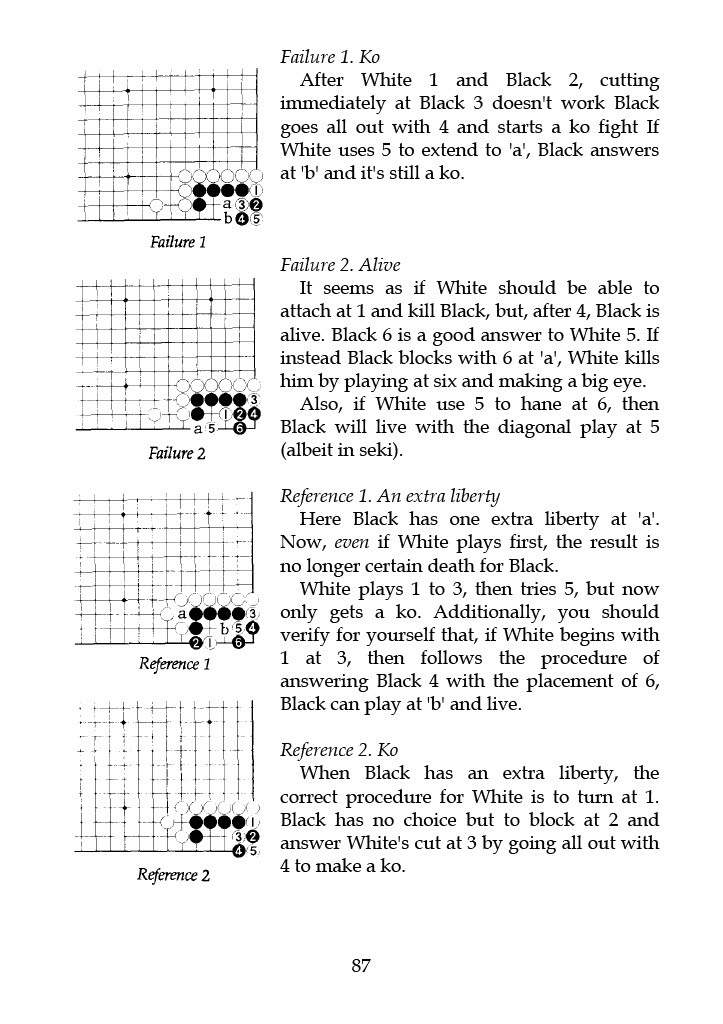 Failure 1. Ko
After White 1 and Black 2, cutting
immediately at Black 3 doesn't work Black
goes all out with 4 and starts a ko fight If
White uses 5 to extend to 'a', Black answers
at 'b' and it's still a ko.
1
a 3 2
b 4 5
Failure 1
Failure 2. Alive
It seems as if White should be able to
attach at 1 and kill Black, but, after 4, Black is
alive. Black 6 is a good answer to White 5. If
instead Black blocks with 6 at 'a', White kills
him by playing at six and making a big eye.
Also, if White use 5 to hane at 6, then
Black will live with the diagonal play at 5
(albeit in seki).
3
1 2 4
a 5 6
Failure 2
Reference 1. An extra liberty
Here Black has one extra liberty at 'a'.
Now, even if White plays first, the result is
no longer certain death for Black.
White plays 1 to 3, then tries 5, but now
only gets a ko. Additionally, you should
verify for yourself that, if White begins with
1 at 3, then follows the procedure of
answering Black 4 with the placement of 6,
Black can play at 'b' and live.
a 3
b 5 4
2 1 6
Reference 1
Reference 2. Ko
When Black has an extra liberty, the
correct procedure for White is to turn at 1.
Black has no choice but to block at 2 and
answer White's cut at 3 by going all out with
4 to make a ko.
1
3 2
4 5
Reference 2
87